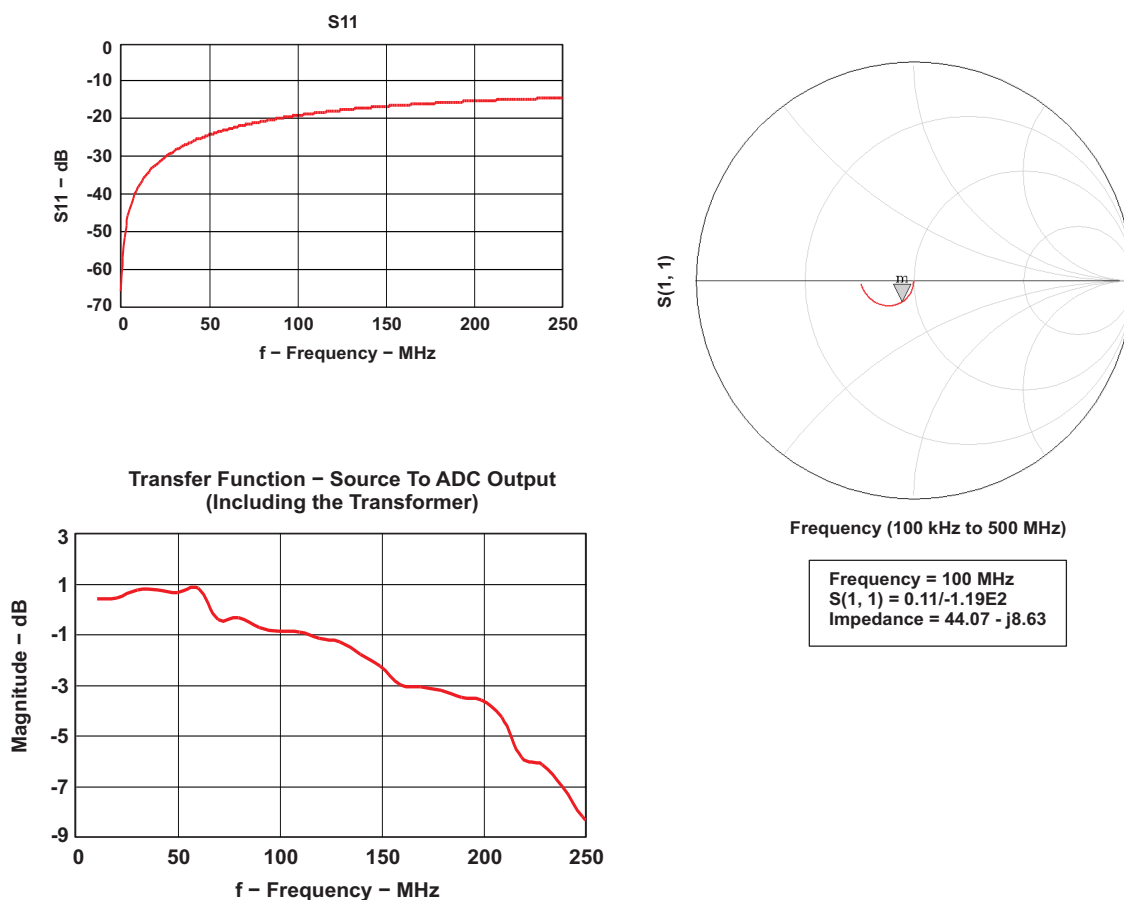 S11
0
-10
-20
-30
-40
-50
-60
-70
S11 – dB
0 50 100 150 200 250
f – Frequency – MHz
S(1, 1)
m
Frequency (100 kHz to 500 MHz)
Frequency = 100 MHz
S(1, 1) = 0.11/-1.19E2
Impedance = 44.07 - j8.63
Transfer Function – Source To ADC Output
(Including the Transformer)
3
1
-1
-3
-5
-7
-9
Magnitude – dB
0 50 100 150 200 250
f – Frequency – MHz